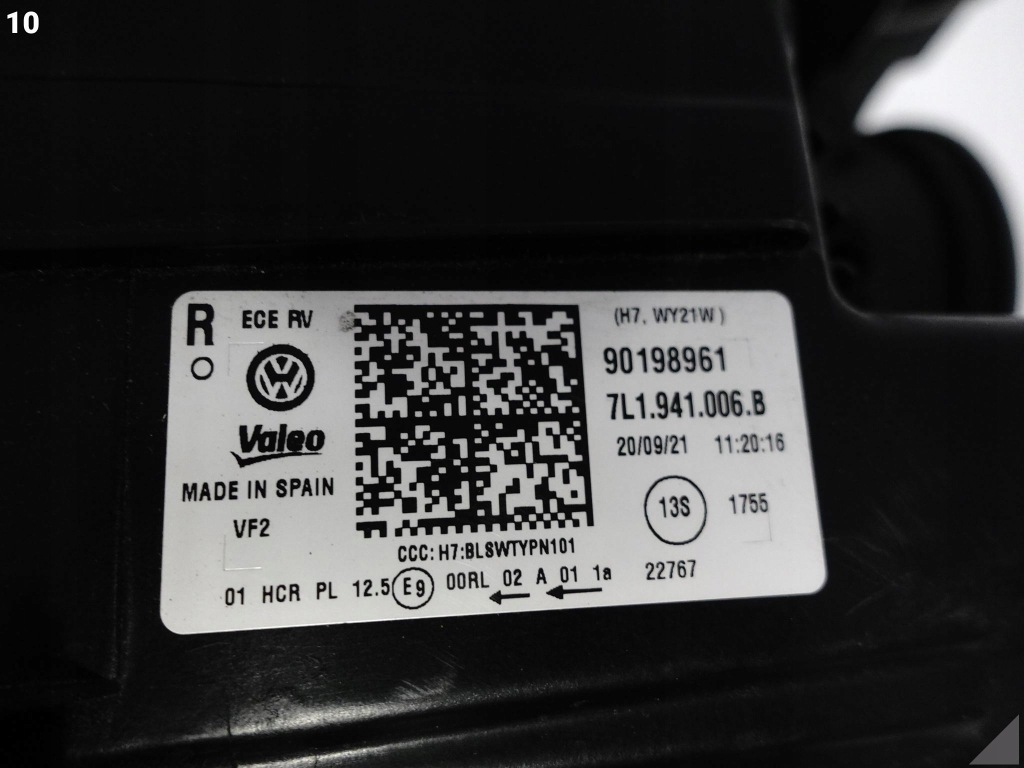 10
R
ECE RV
(H7, WY21W)
90198961
7L1.941.006.B
Valeo
20/09/21 11:20:16
MADE IN SPAIN
13S 1755
VF2
CCC: H7:BLSWTYPN101
01 HCR PL 12.5 E9 00RL 02 A 01 1a 22767